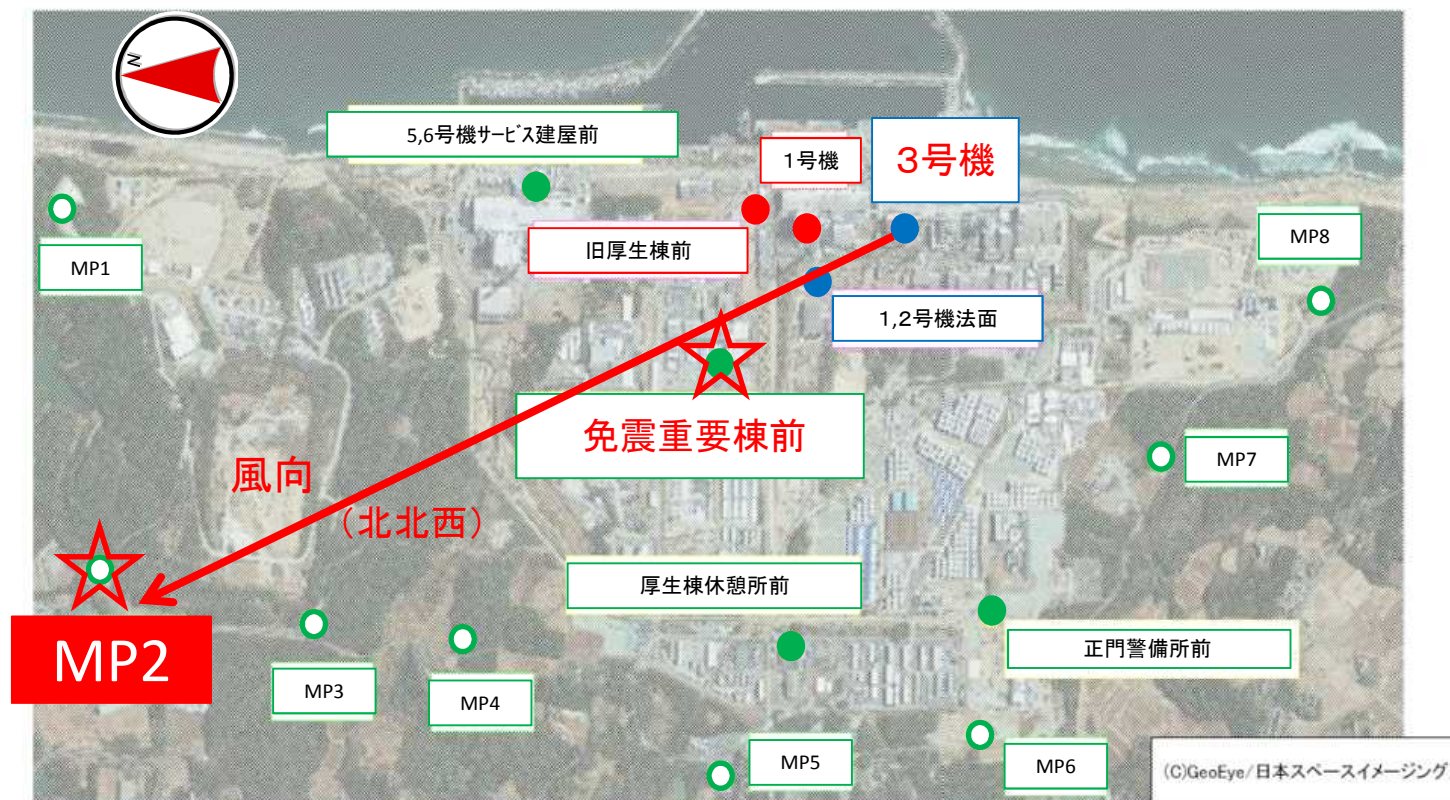 N
5,6号機サービス建屋前
1号機
3号機
旧厚生棟前
MP1
MP8
1,2号機法面
免震重要棟前
MP7
風向
(北北西)
厚生棟休憩所前
MP2
正門警備所前
MP3
MP4
MP5
MP6
(C)GeoEye/日本スペースイメージング